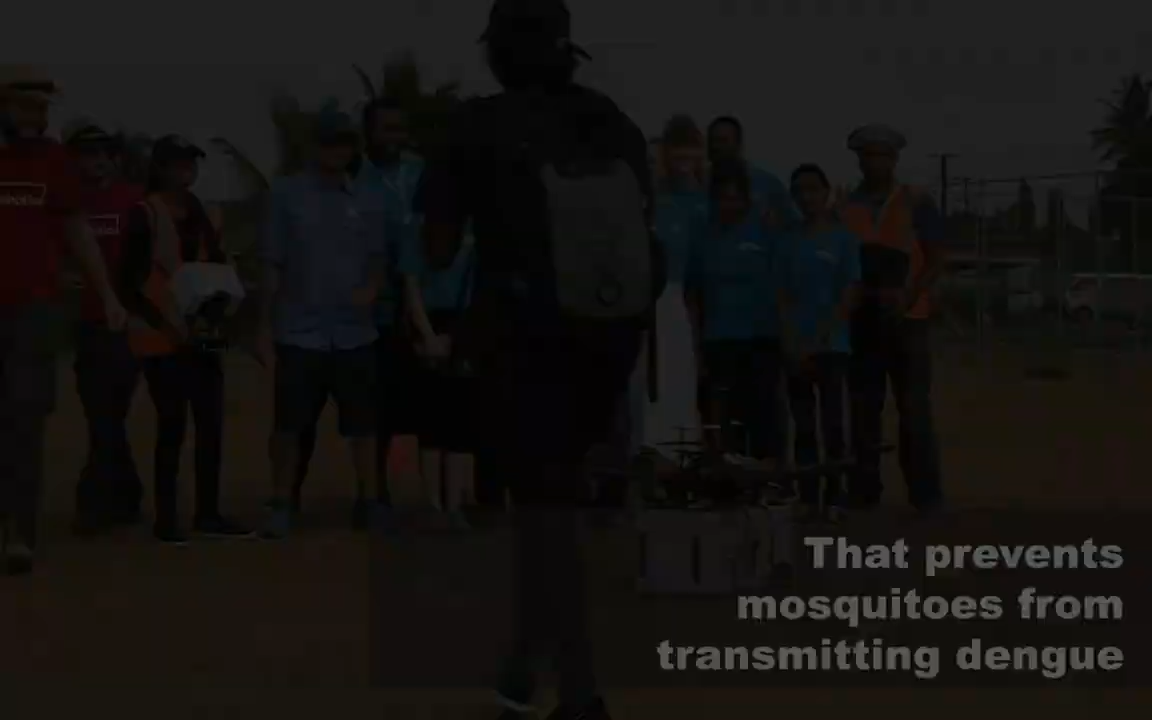 That prevents
mosquitoes from
transmitting dengue